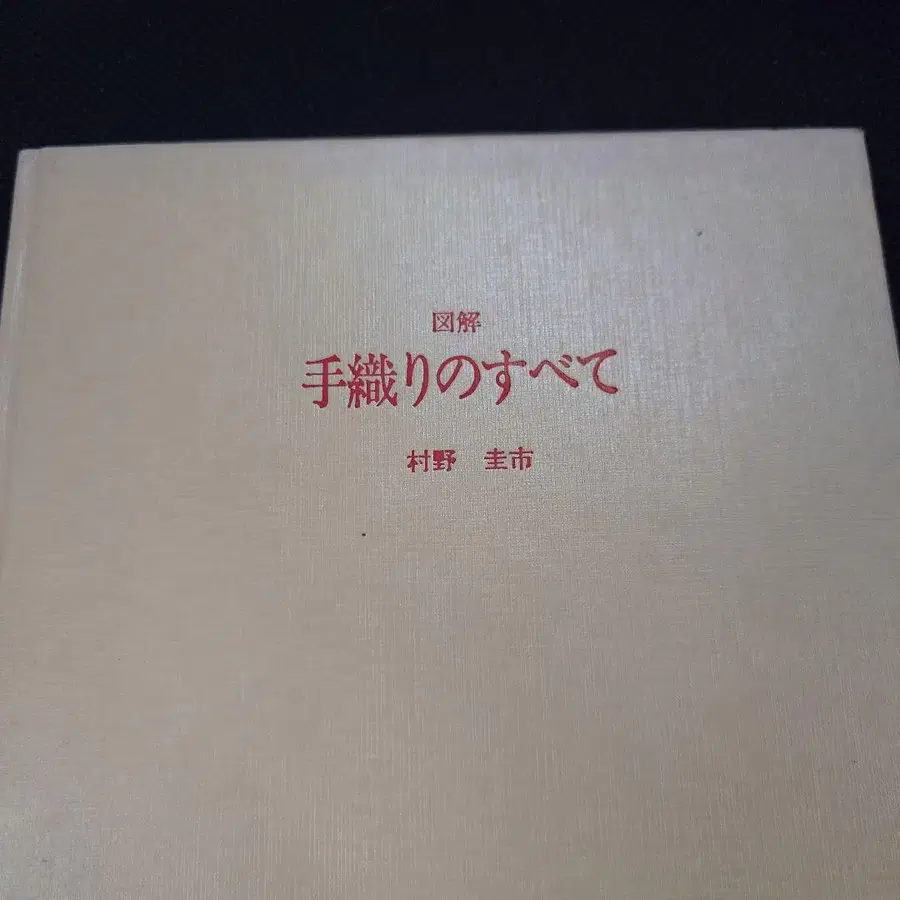 図解
手織りのすべて
村野 圭市